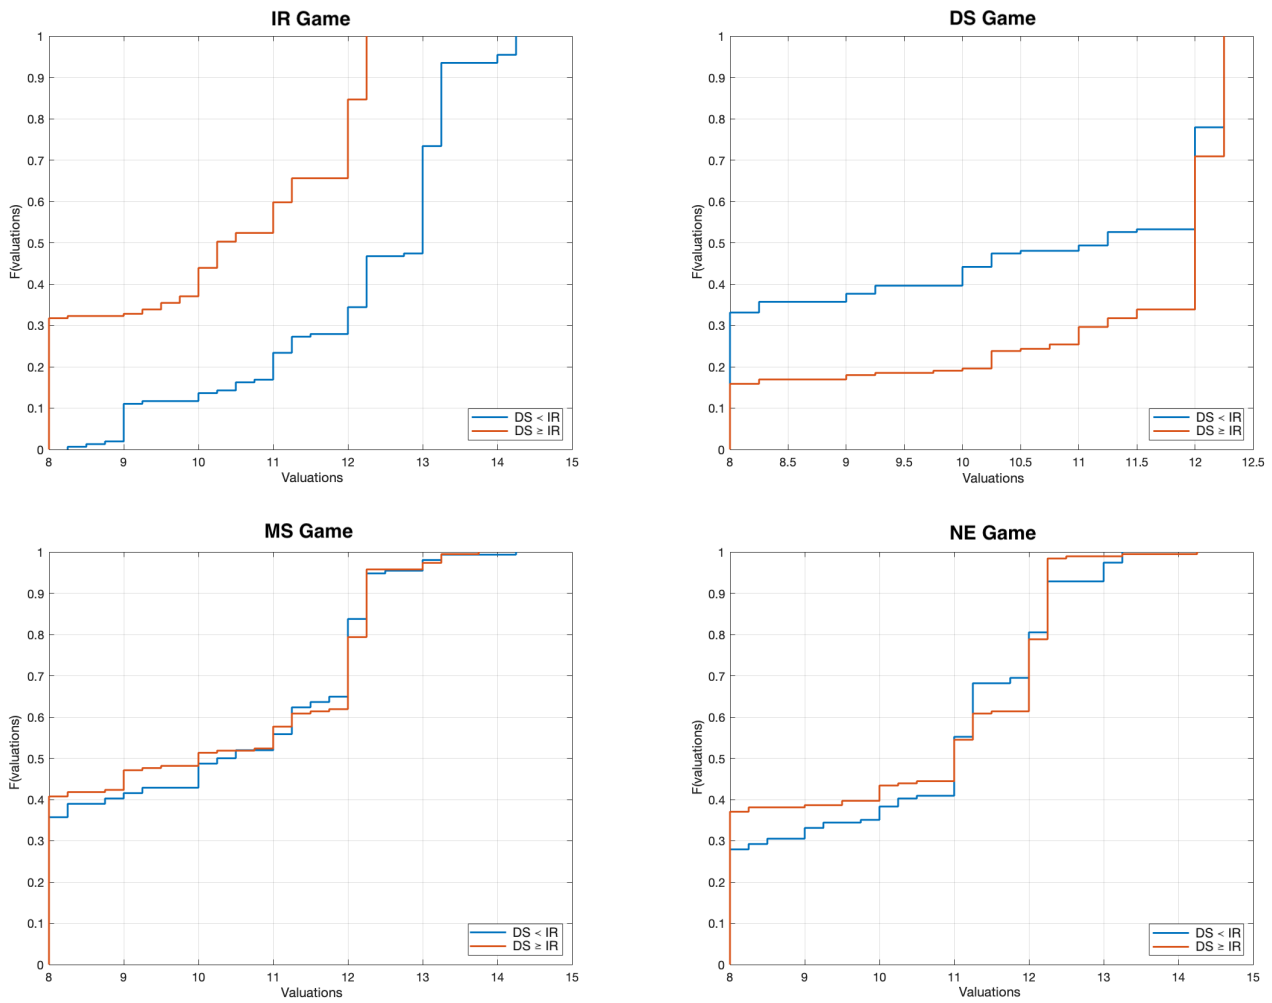 IR Game
1
0.9
0.8
0.7
0.6
0.5
0.4
0.3
0.2
0.1
0
F(valuations)
8 9 10 11 12 13 14 15
Valuations
DS < IR
DS ≥ IR
DS Game
1
0.9
0.8
0.7
0.6
0.5
0.4
0.3
0.2
0.1
0
F(valuations)
8 8.5 9 9.5 10 10.5 11 11.5 12 12.5
Valuations
DS < IR
DS ≥ IR
MS Game
1
0.9
0.8
0.7
0.6
0.5
0.4
0.3
0.2
0.1
0
F(valuations)
8 9 10 11 12 13 14 15
Valuations
DS < IR
DS ≥ IR
NE Game
1
0.9
0.8
0.7
0.6
0.5
0.4
0.3
0.2
0.1
0
F(valuations)
8 9 10 11 12 13 14 15
Valuations
DS < IR
DS ≥ IR